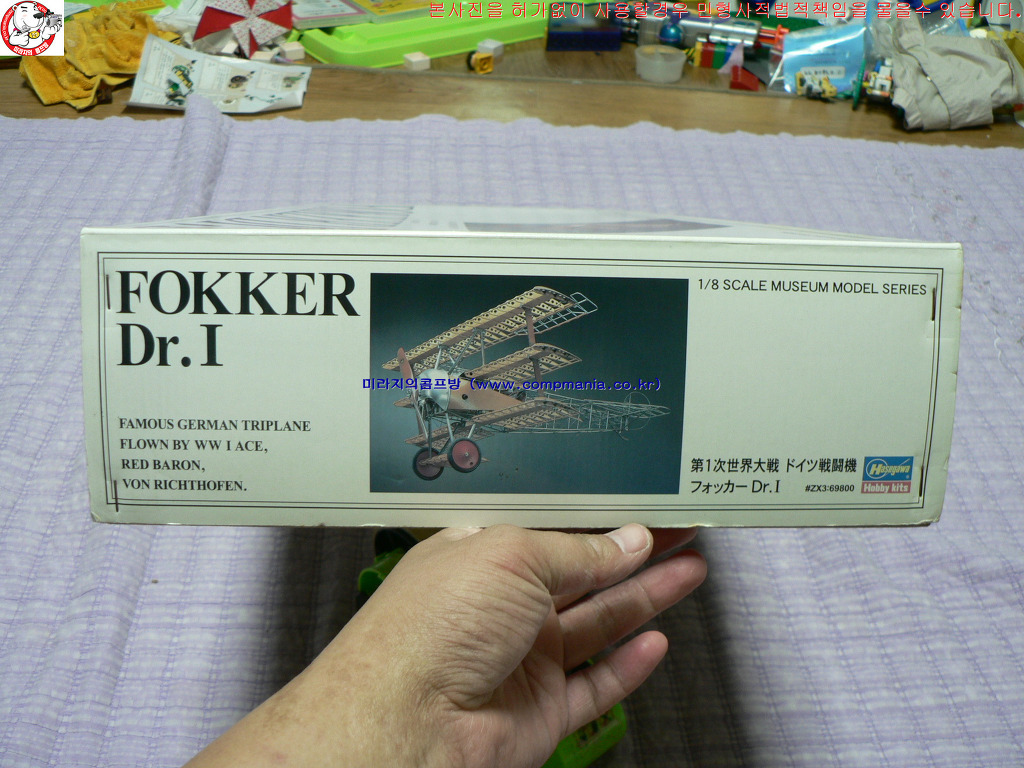 본사진을 허가없이 사용할경우 민형사적법적책임을 물을수 있습니다.
FOKKER
Dr.I
1/8 SCALE MUSEUM MODEL SERIES
미라지의콤프방 (www.compmania.co.kr)
FAMOUS GERMAN TRIPLANE
FLOWN BY WW I ACE,
RED BARON,
VON RICHTHOFEN.
第1次世界大戦 ドイツ戦闘機
フォッカー Dr.I
#ZX3:69800
Hasegawa
Hobby kits